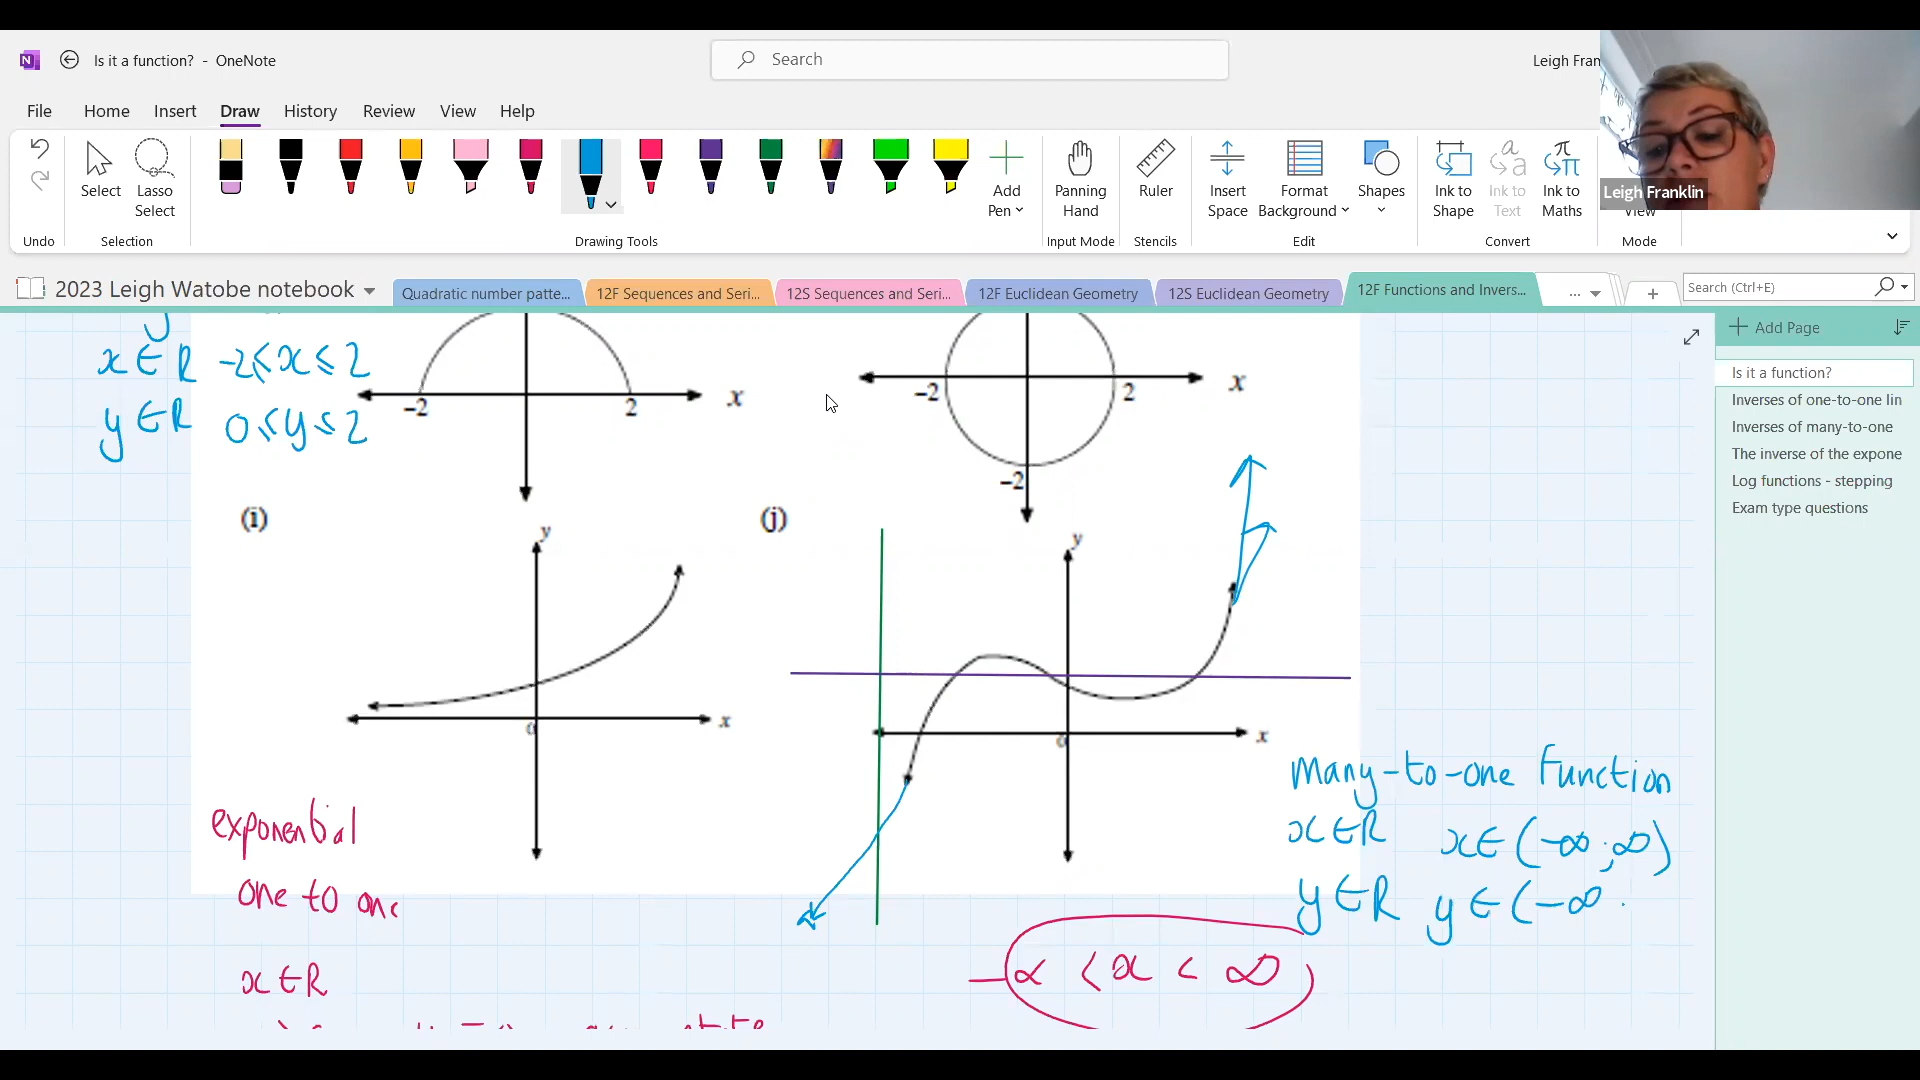 Is it a function? - OneNote
Search
Leigh Fran
File Home Insert Draw History Review View Help
Undo
Select
Lasso Select
Selection
Drawing Tools
Add Pen
Panning Hand
Input Mode
Ruler
Stencils
Insert Space
Format Background
Shapes
Edit
Ink to Shape
Ink to Text
Ink to Maths
Convert
View
Mode
Leigh Franklin
2023 Leigh Watobe notebook
Quadratic number patte...
12F Sequences and Seri...
12S Sequences and Seri...
12F Euclidean Geometry
12S Euclidean Geometry
12F Functions and Invers...
...
Search (Ctrl+E)
Add Page
Is it a function?
Inverses of one-to-one lin
Inverses of many-to-one
The inverse of the expone
Log functions - stepping
Exam type questions
x ∈ R -2 ≤ x ≤ 2
y ∈ R 0 ≤ y ≤ 2
-2 2 x
-2 2 x
-2
(i)
y
0 x
exponential
one to one
x ∈ R
(j)
y
0 x
many-to-one Function
x ∈ R x ∈ (-∞ ; ∞)
y ∈ R y ∈ (-∞ .
-∝ < x < ∞